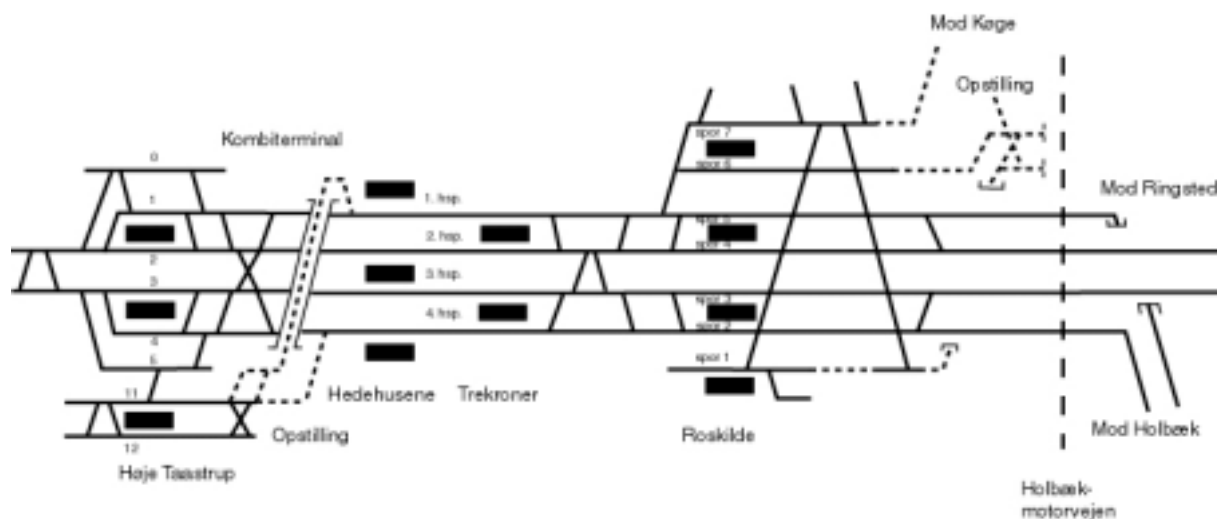 Mod Køge
Opstilling
Kombiterminal
spor 7
0
spor 6
Mod Ringsted
1
1. hsp.
2. hsp.
spor 5
spor 4
2
3. hsp.
3
spor 3
4. hsp.
spor 2
4
5
spor 1
11
Hedehusene
Trekroner
Opstilling
Roskilde
Mod Holbæk
12
Høje Taastrup
Holbæk-
motorvejen